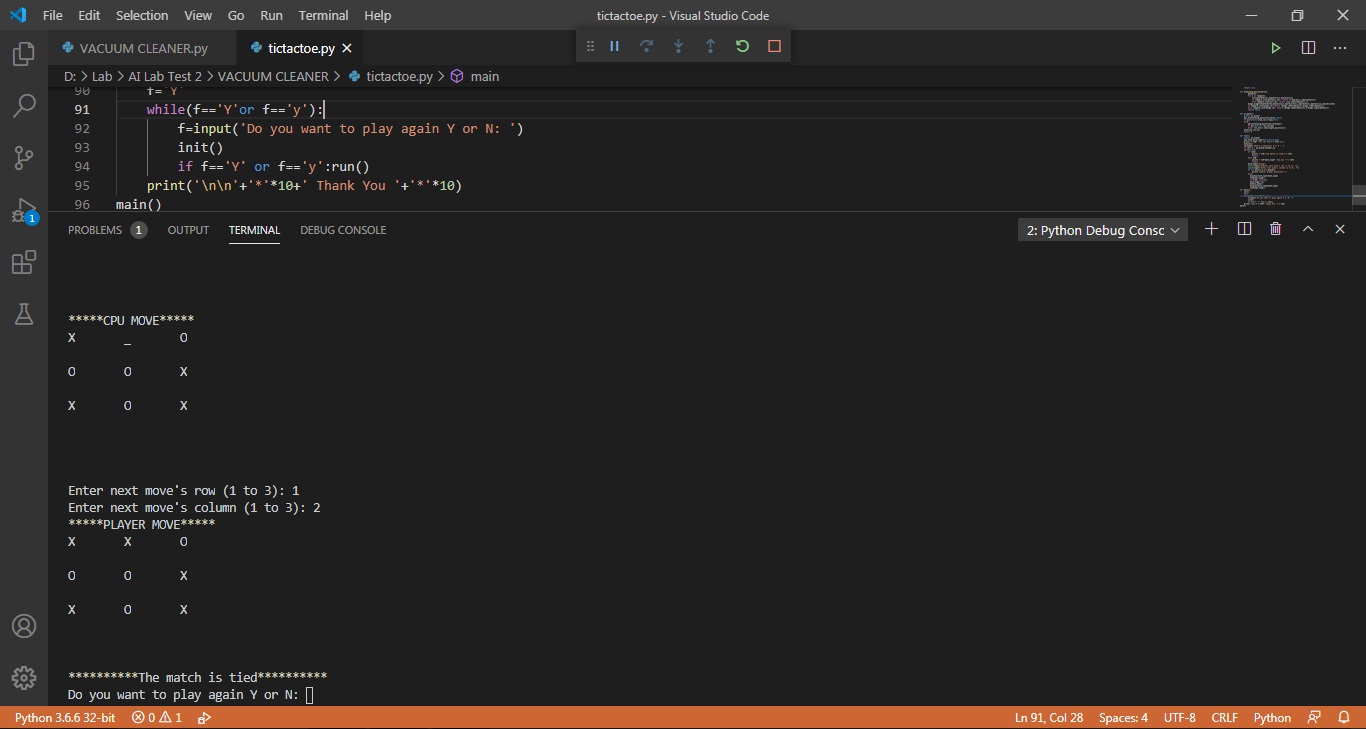 File Edit Selection View Go Run Terminal Help tictactoe.py - Visual Studio Code
VACUUM CLEANER.py tictactoe.py
D: > Lab > AI Lab Test 2 > VACUUM CLEANER > tictactoe.py > main
90 f='Y'
91 while(f=='Y'or f=='y'):
92 f=input('Do you want to play again Y or N: ')
93 init()
94 if f=='Y' or f=='y':run()
95 print('\n\n'+'*'*10+' Thank You '+'*'*10)
96 main()
1
PROBLEMS 1 OUTPUT TERMINAL DEBUG CONSOLE 2: Python Debug Consc
*****CPU MOVE*****
X _ O
O O X
X O X
Enter next move's row (1 to 3): 1
Enter next move's column (1 to 3): 2
*****PLAYER MOVE*****
X X O
O O X
X O X
**********The match is tied**********
Do you want to play again Y or N:
Python 3.6.6 32-bit 0 1 Ln 91, Col 28 Spaces: 4 UTF-8 CRLF Python